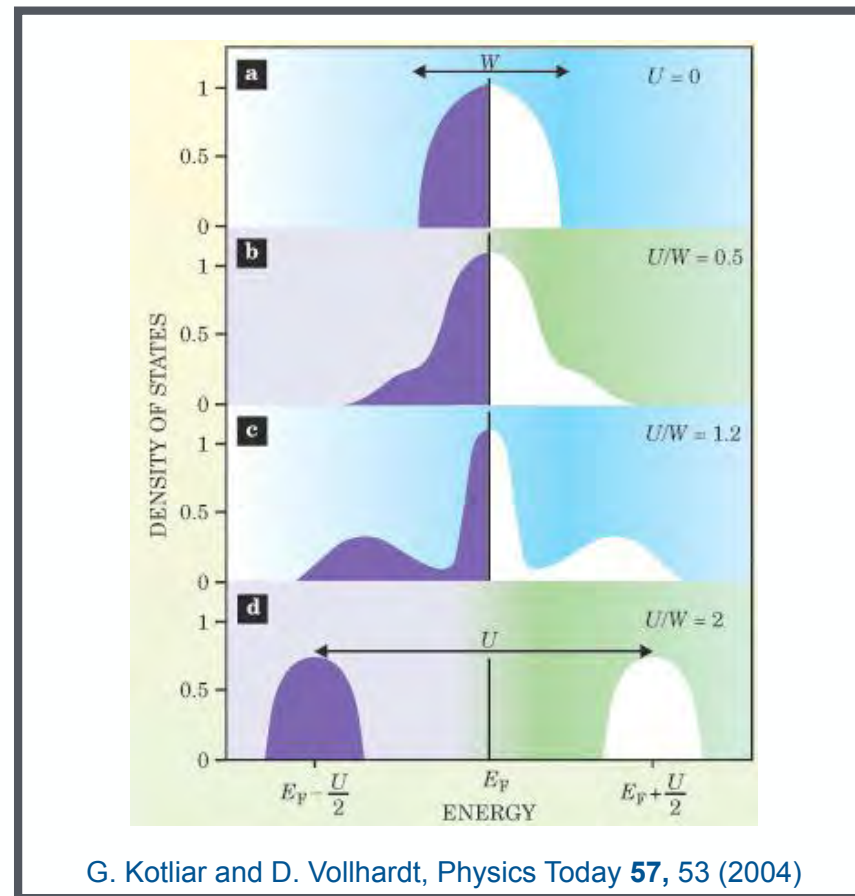 a
W
U = 0
1
0.5
0
b
U/W = 0.5
1
0.5
0
c
U/W = 1.2
1
0.5
0
d
U/W = 2
U
1
0.5
0
DENSITY OF STATES
E_F − U/2
E_F
E_F + U/2
ENERGY
G. Kotliar and D. Vollhardt, Physics Today 57, 53 (2004)